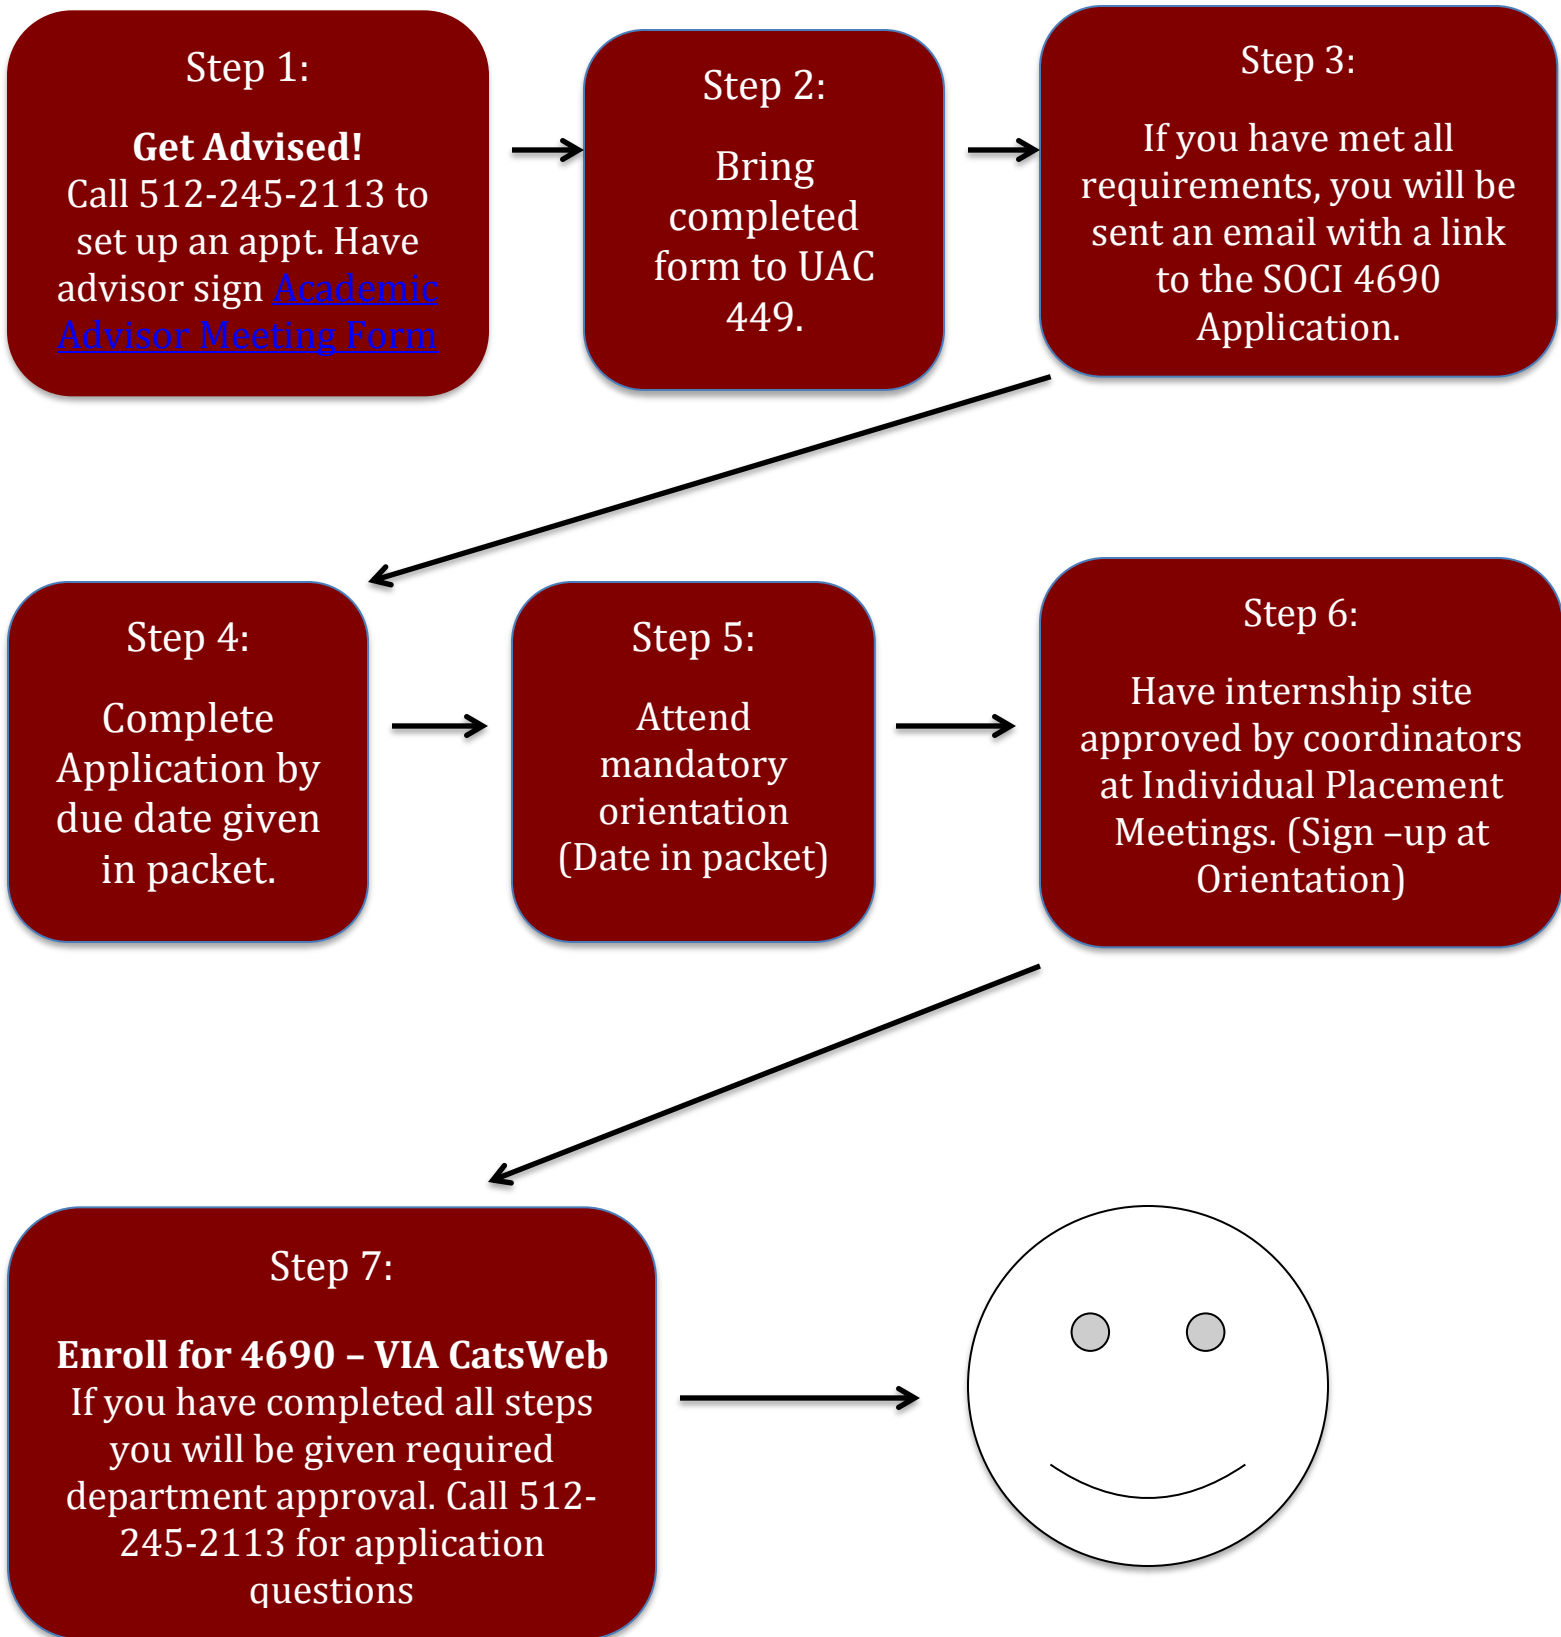 Step 1:
Get Advised!
Call 512-245-2113 to
set up an appt. Have
advisor sign Academic
Advisor Meeting Form
Step 2:
Bring
completed
form to UAC
449.
Step 3:
If you have met all
requirements, you will be
sent an email with a link
to the SOCI 4690
Application.
Step 4:
Complete
Application by
due date given
in packet.
Step 5:
Attend
mandatory
orientation
(Date in packet)
Step 6:
Have internship site
approved by coordinators
at Individual Placement
Meetings. (Sign –up at
Orientation)
Step 7:
Enroll for 4690 – VIA CatsWeb
If you have completed all steps
you will be given required
department approval. Call 512-
245-2113 for application
questions